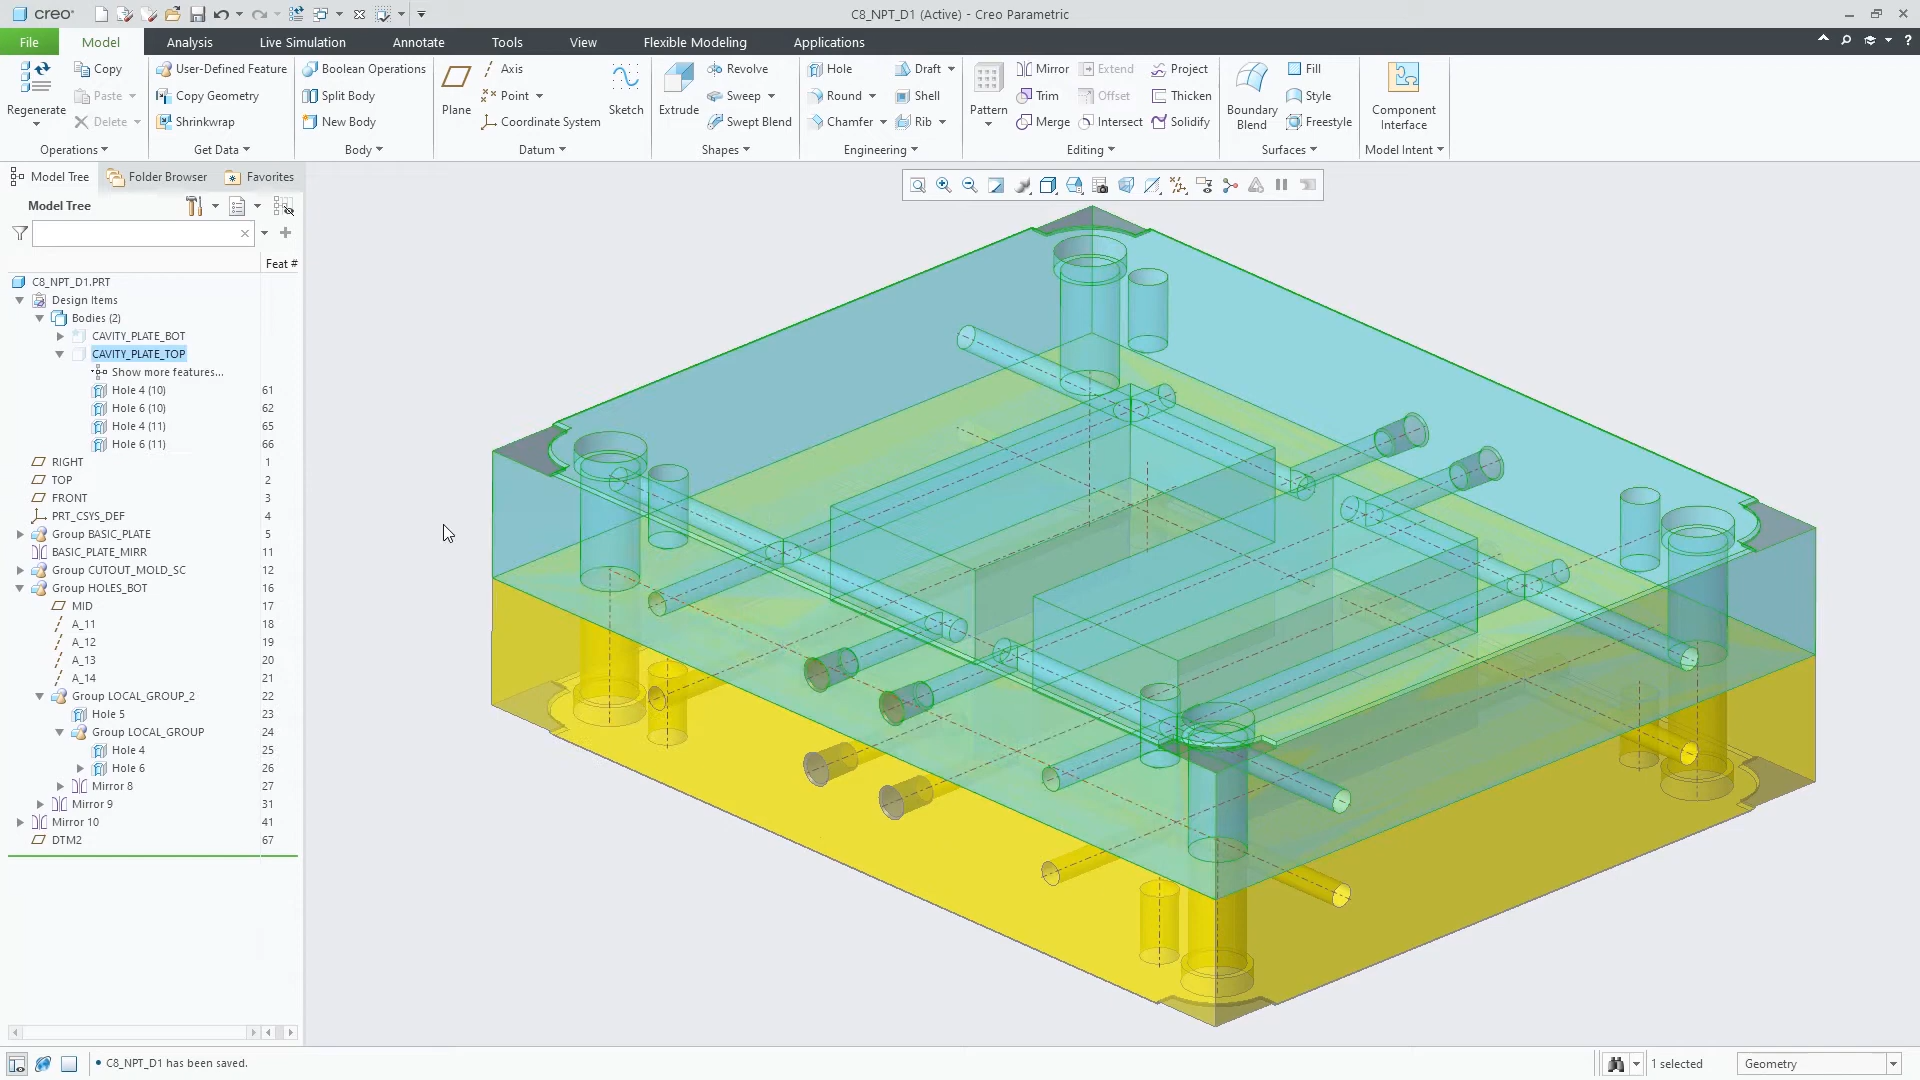 creo
C8_NPT_D1 (Active) - Creo Parametric
File Model Analysis Live Simulation Annotate Tools View Flexible Modeling Applications
Regenerate
Copy
Paste
Delete
Operations
User-Defined Feature
Copy Geometry
Shrinkwrap
Get Data
Boolean Operations
Split Body
New Body
Body
Plane
Axis
Point
Coordinate System
Sketch
Datum
Extrude
Revolve
Sweep
Swept Blend
Shapes
Hole
Round
Chamfer
Draft
Shell
Rib
Engineering
Pattern
Mirror
Trim
Merge
Extend
Offset
Intersect
Project
Thicken
Solidify
Editing
Boundary Blend
Fill
Style
Freestyle
Surfaces
Component Interface
Model Intent
Model Tree Folder Browser Favorites
Model Tree
Feat #
C8_NPT_D1.PRT
Design Items
Bodies (2)
CAVITY_PLATE_BOT
CAVITY_PLATE_TOP
Show more features...
Hole 4 (10) 61
Hole 6 (10) 62
Hole 4 (11) 65
Hole 6 (11) 66
RIGHT 1
TOP 2
FRONT 3
PRT_CSYS_DEF 4
Group BASIC_PLATE 5
BASIC_PLATE_MIRR 11
Group CUTOUT_MOLD_SC 12
Group HOLES_BOT 16
MID 17
A_11 18
A_12 19
A_13 20
A_14 21
Group LOCAL_GROUP_2 22
Hole 5 23
Group LOCAL_GROUP 24
Hole 4 25
Hole 6 26
Mirror 8 27
Mirror 9 31
Mirror 10 41
DTM2 67
• C8_NPT_D1 has been saved.
1 selected
Geometry